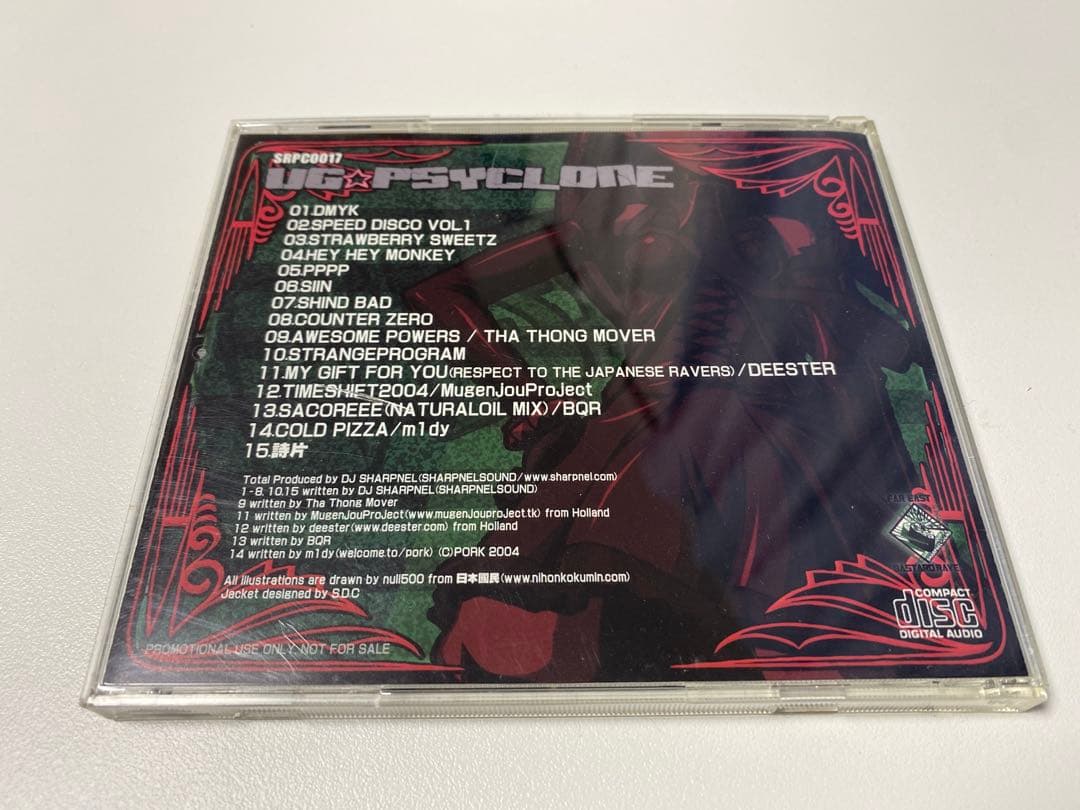 SRPC0017
UG☆PSYCLONE
01.DMYK
02.SPEED DISCO VOL1
03.STRAWBERRY SWEETZ
04.HEY HEY MONKEY
05.PPPP
06.SIIN
07.SHIND BAD
08.COUNTER ZERO
09.AWESOME POWERS / THA THONG MOVER
10.STRANGEPROGRAM
11.MY GIFT FOR YOU(RESPECT TO THE JAPANESE RAVERS)/DEESTER
12.TIMESHIFT2004/MugenJouProJect
13.SACOREEE(NATURALOIL MIX)/BQR
14.COLD PIZZA/m1dy
15.詩片
Total Produced by DJ SHARPNEL(SHARPNELSOUND/www.sharpnel.com)
1-8, 10.15 written by DJ SHARPNEL(SHARPNELSOUND)
9 written by Tha Thong Mover
11 written by MugenJouProJect(www.mugenJouproJect.tk) from Holland
12 written by deester(www.deester.com) from Holland
13 written by BQR
14 written by m1dy(welcome.to/pork) (C)PORK 2004
All illustrations are drawn by null500 from 日本國民(www.nihonkokumin.com)
Jacket designed by SDC
PROMOTIONAL USE ONLY. NOT FOR SALE
FAR EAST
BASTARD RAVE
COMPACT
disc
DIGITAL AUDIO